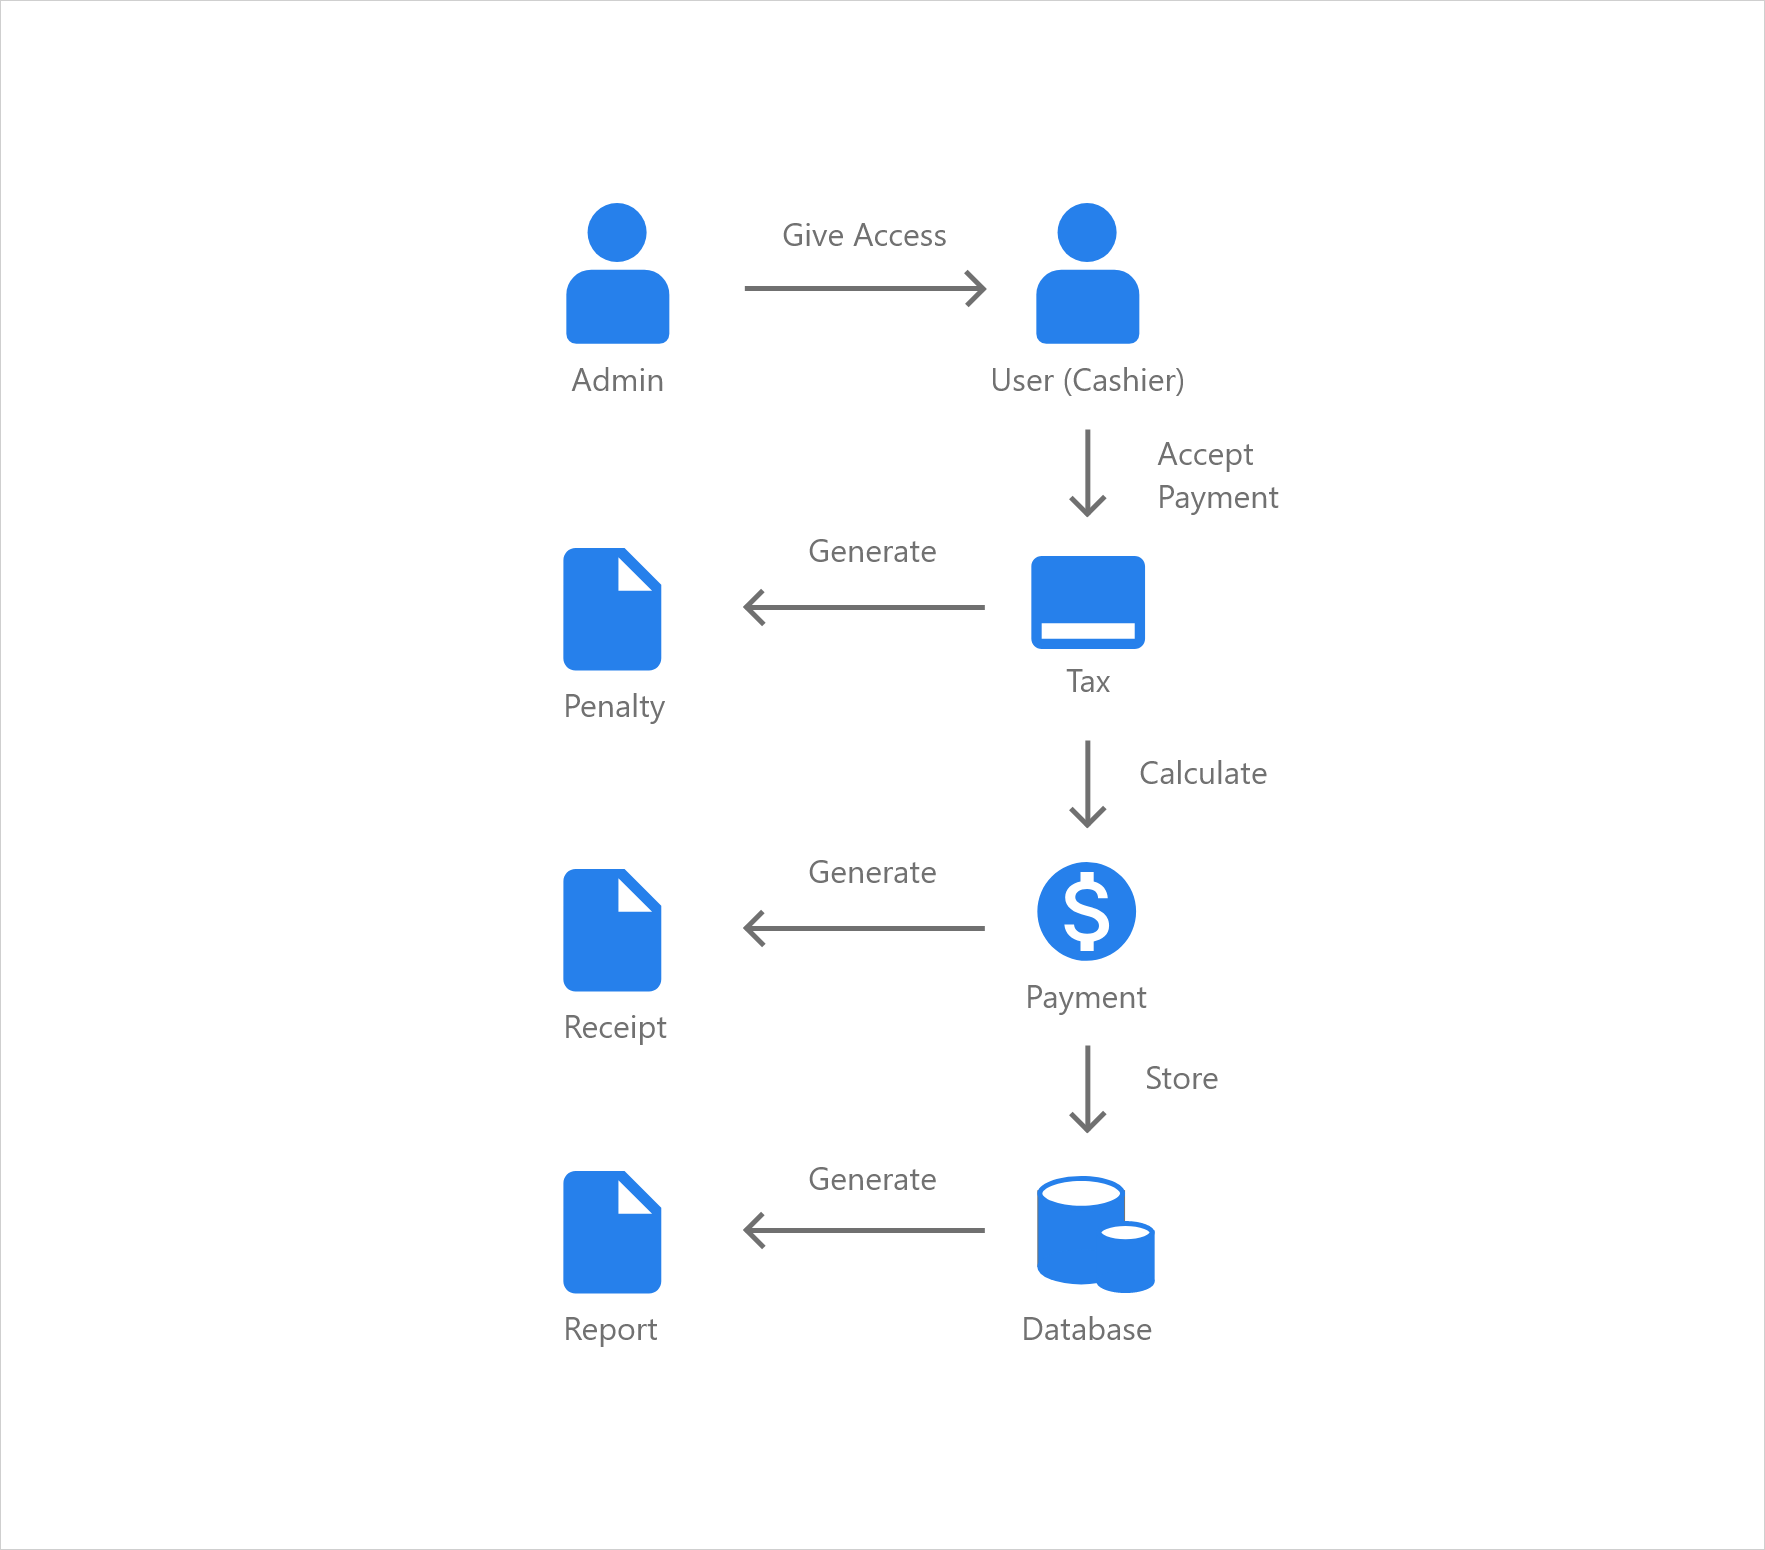 Give Access
Admin
User (Cashier)
Accept
Payment
Generate
Penalty
Tax
Calculate
Generate
$
Receipt
Payment
Store
Generate
Report
Database